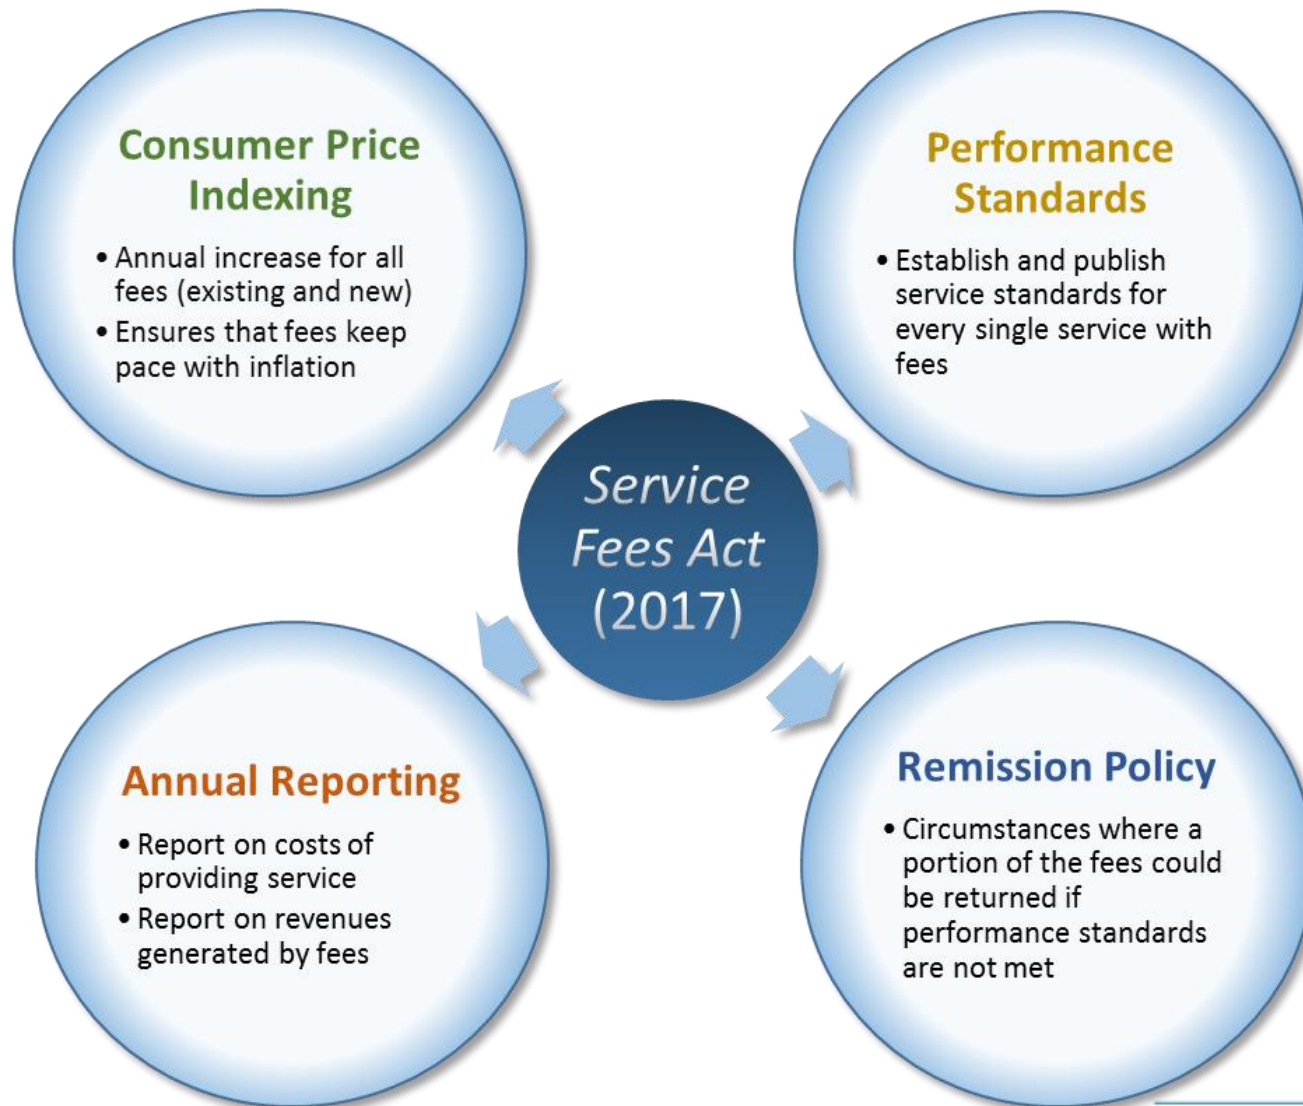 Consumer Price
Indexing
• Annual increase for all
fees (existing and new)
• Ensures that fees keep
pace with inflation
Performance
Standards
• Establish and publish
service standards for
every single service with
fees
Service
Fees Act
(2017)
Annual Reporting
• Report on costs of
providing service
• Report on revenues
generated by fees
Remission Policy
• Circumstances where a
portion of the fees could
be returned if
performance standards
are not met